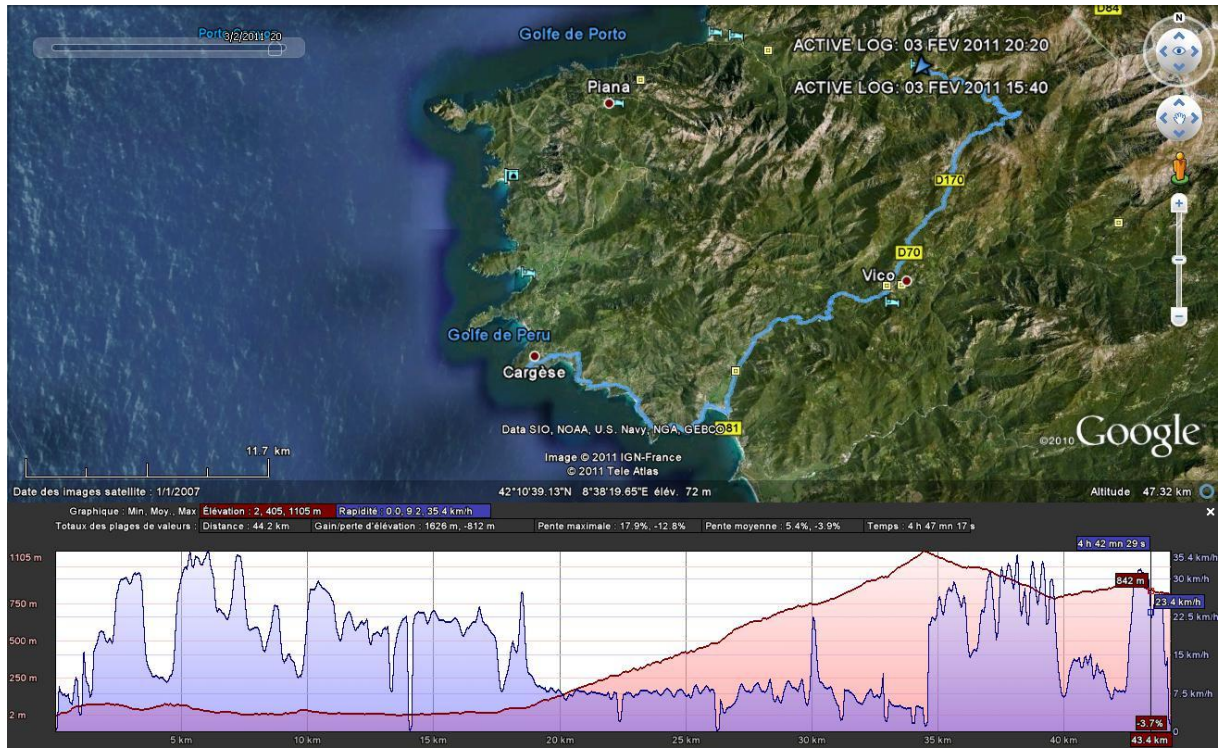 D84
3/2/2011 20
Golfe de Porto
N
ACTIVE LOG: 03 FEV 2011 20:20
Piana
ACTIVE LOG: 03 FEV 2011 15:40
D170
D70
Vico
Golfe de Peru
Cargèse
D81
Data SIO, NOAA, U.S. Navy, NGA, GEBCO
©2010 Google
11.7 km
Image © 2011 IGN-France
© 2011 Tele Atlas
Date des images satellite : 1/1/2007
42°10'39.13"N 8°38'19.65"E élév. 72 m
Altitude 47.32 km
Graphique : Min, Moy., Max Élévation : 2, 405, 1105 m Rapidité : 0.0, 9.2, 35.4 km/h
Totaux des plages de valeurs : Distance : 44.2 km Gain/perte d'élévation : 1626 m, -812 m Pente maximale : 17.9%, -12.8% Pente moyenne : 5.4%, -3.9% Temps : 4 h 47 mn 17 s
4 h 42 mn 29 s
1105 m
35.4 km/h
842 m
30 km/h
750 m
23.4 km/h
22.5 km/h
500 m
15 km/h
250 m
7.5 km/h
2 m
-3.7%
0
5 km 10 km 15 km 20 km 25 km 30 km 35 km 40 km 43.4 km